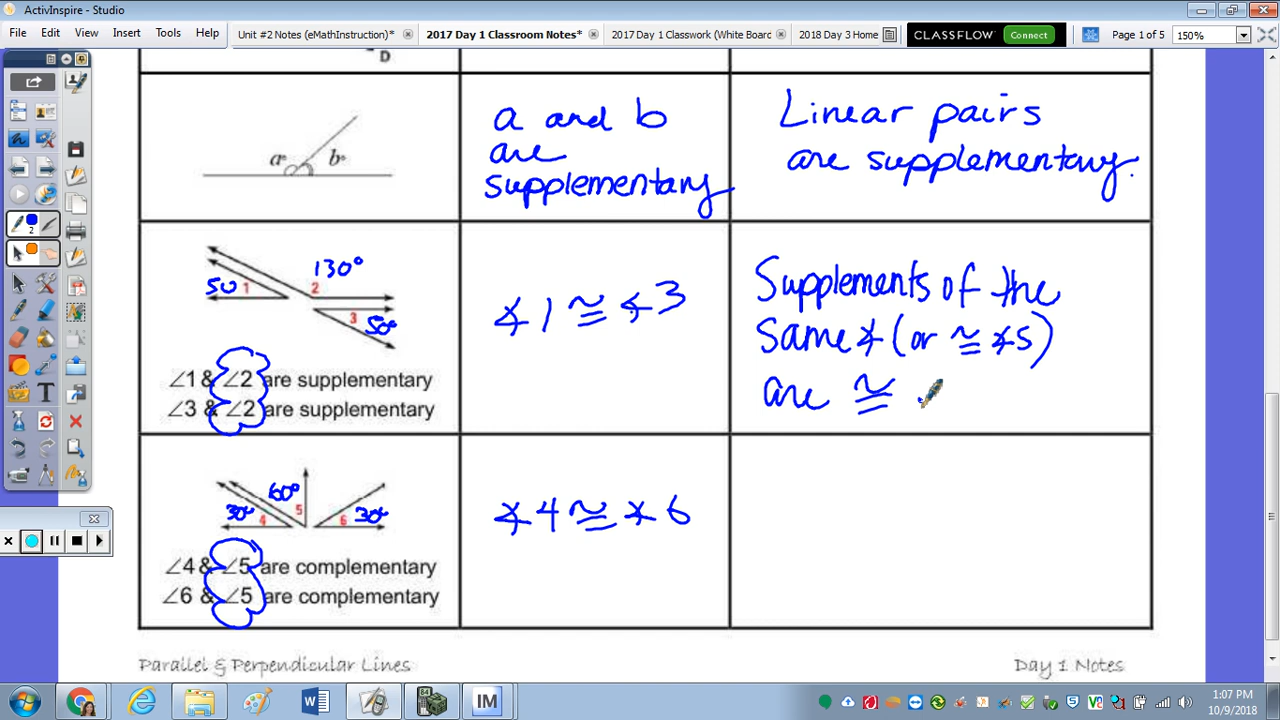 ActivInspire - Studio
File Edit View Insert Tools Help
Unit #2 Notes (eMathInstruction)* 2017 Day 1 Classroom Notes* 2017 Day 1 Classwork (White Board 2018 Day 3 Home
CLASSFLOW Connect
Page 1 of 5 150%
D
a° b°
a and b
are
supplementary
Linear pairs
are supplementary.
50 1 130° 2 3 50°
∠1 & ∠2 are supplementary
∠3 & ∠2 are supplementary
∡1 ≅ ∡3
Supplements of the
Same ∡ (or ≅ ∡s)
are ≅ .
30° 4 60° 5 6 30°
∠4 & ∠5 are complementary
∠6 & ∠5 are complementary
∡4 ≅ ∡6
Parallel & Perpendicular Lines
Day 1 Notes
2
IM
1:07 PM
10/9/2018